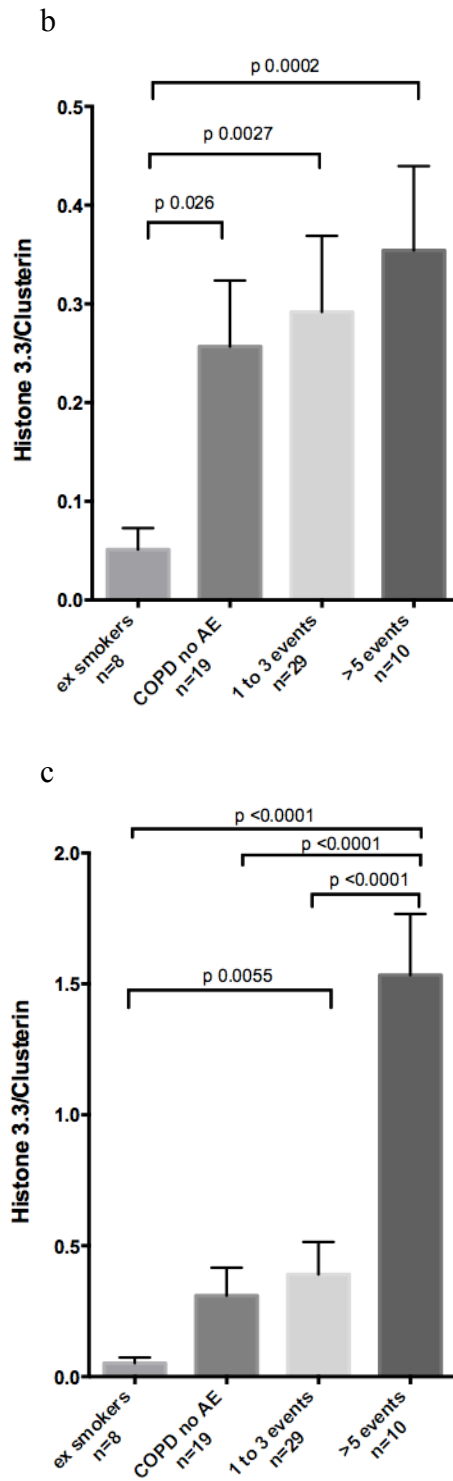 b
p 0.0002
p 0.0027
p 0.026
Histone 3.3/Clusterin
0.5
0.4
0.3
0.2
0.1
0.0
ex smokers
n=8
COPD no AE
n=19
1 to 3 events
n=29
>5 events
n=10
c
p <0.0001
p <0.0001
p <0.0001
p 0.0055
Histone 3.3/Clusterin
2.0
1.5
1.0
0.5
0.0
ex smokers
n=8
COPD no AE
n=19
1 to 3 events
n=29
>5 events
n=10